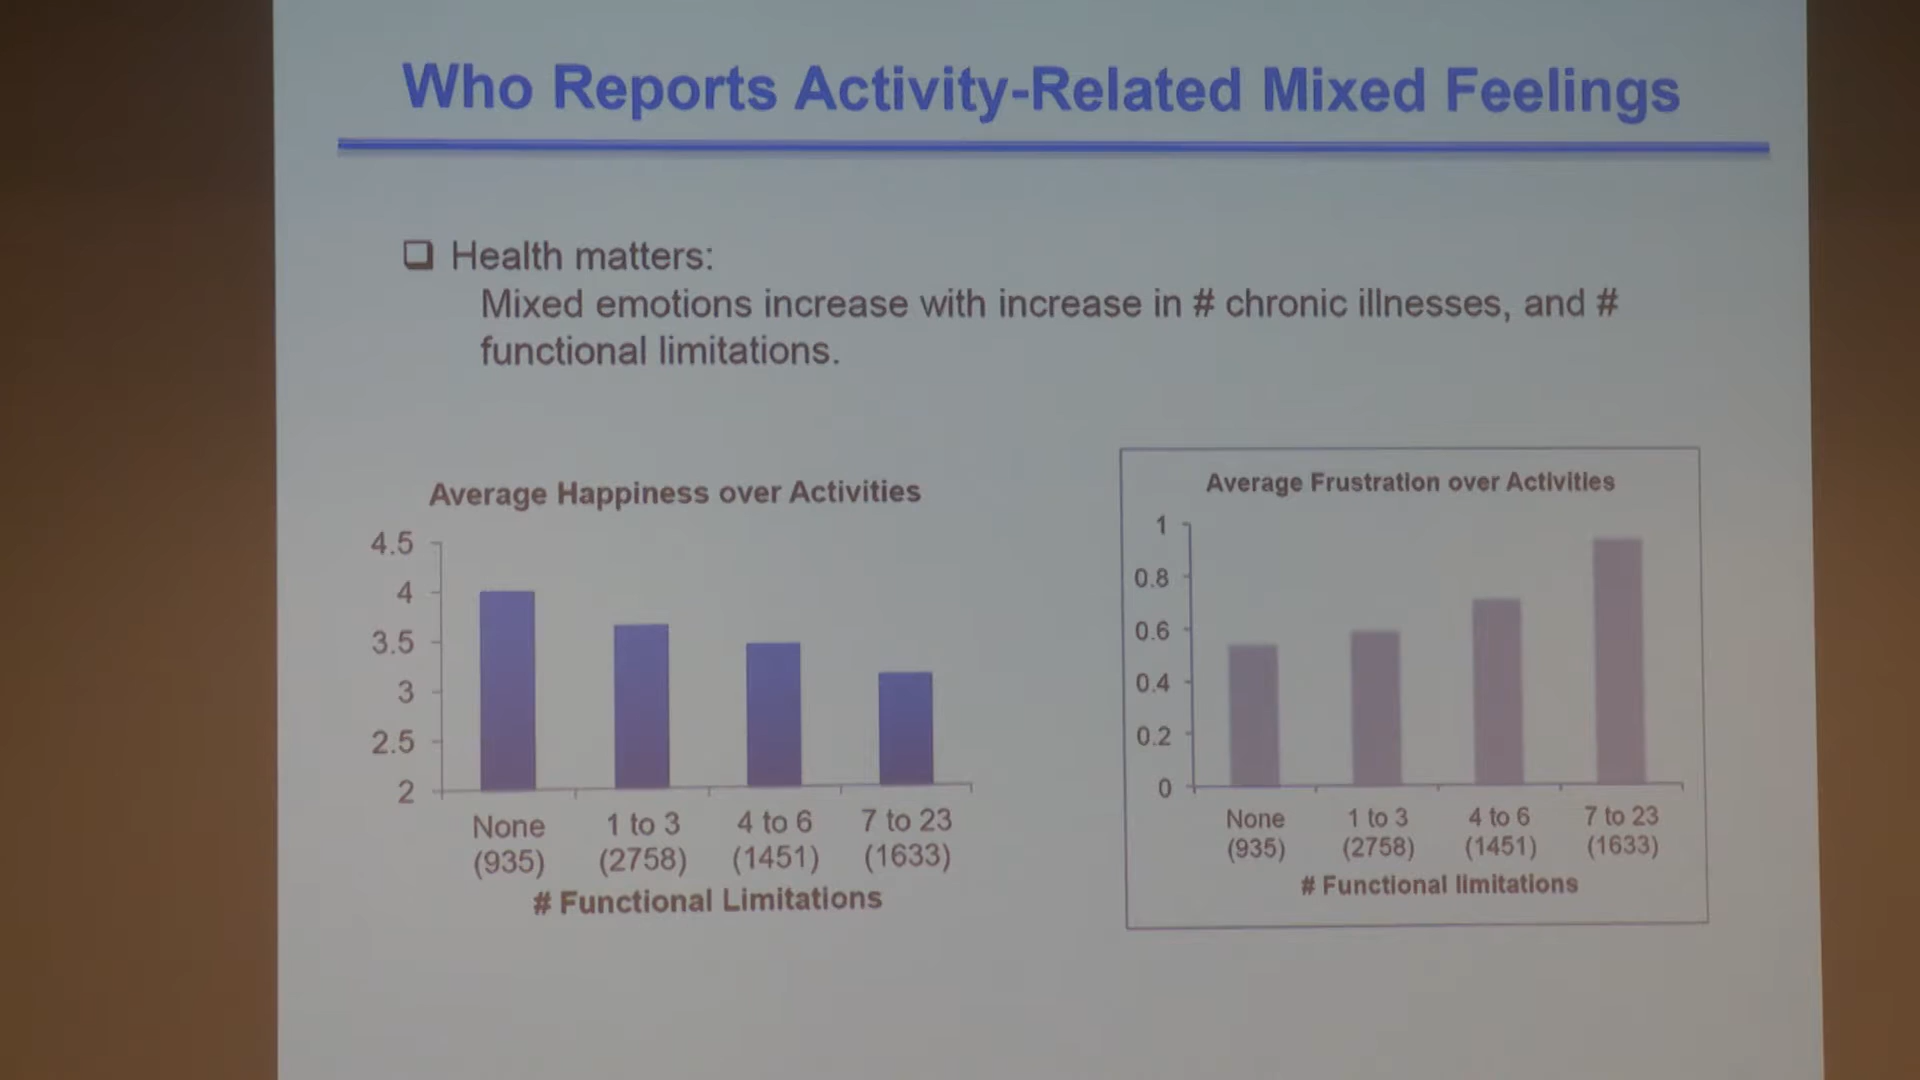 Who Reports Activity-Related Mixed Feelings
❑ Health matters:
Mixed emotions increase with increase in # chronic illnesses, and #
functional limitations.
Average Happiness over Activities
4.5
4
3.5
3
2.5
2
None 1 to 3 4 to 6 7 to 23
(935) (2758) (1451) (1633)
# Functional Limitations
Average Frustration over Activities
1
0.8
0.6
0.4
0.2
0
None 1 to 3 4 to 6 7 to 23
(935) (2758) (1451) (1633)
# Functional limitations